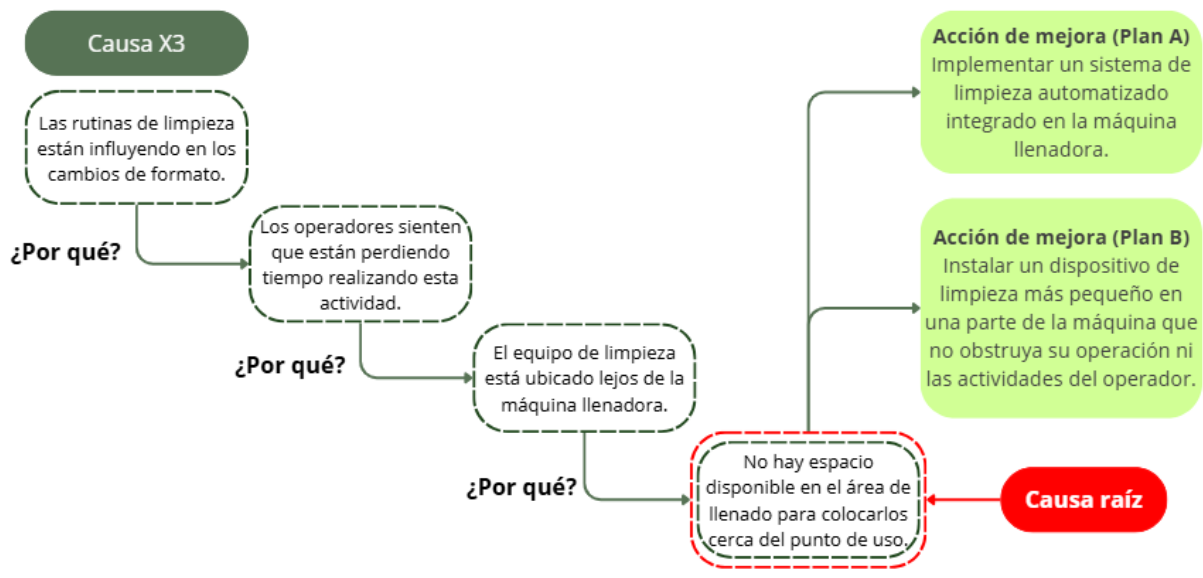 Causa X3
Las rutinas de limpieza
están influyendo en los
cambios de formato.
¿Por qué?
Los operadores sienten
que están perdiendo
tiempo realizando esta
actividad.
¿Por qué?
El equipo de limpieza
está ubicado lejos de la
máquina llenadora.
¿Por qué?
No hay espacio
disponible en el área de
llenado para colocarlos
cerca del punto de uso.
Causa raíz
Acción de mejora (Plan A)
Implementar un sistema de
limpieza automatizado
integrado en la máquina
llenadora.
Acción de mejora (Plan B)
Instalar un dispositivo de
limpieza más pequeño en
una parte de la máquina que
no obstruya su operación ni
las actividades del operador.